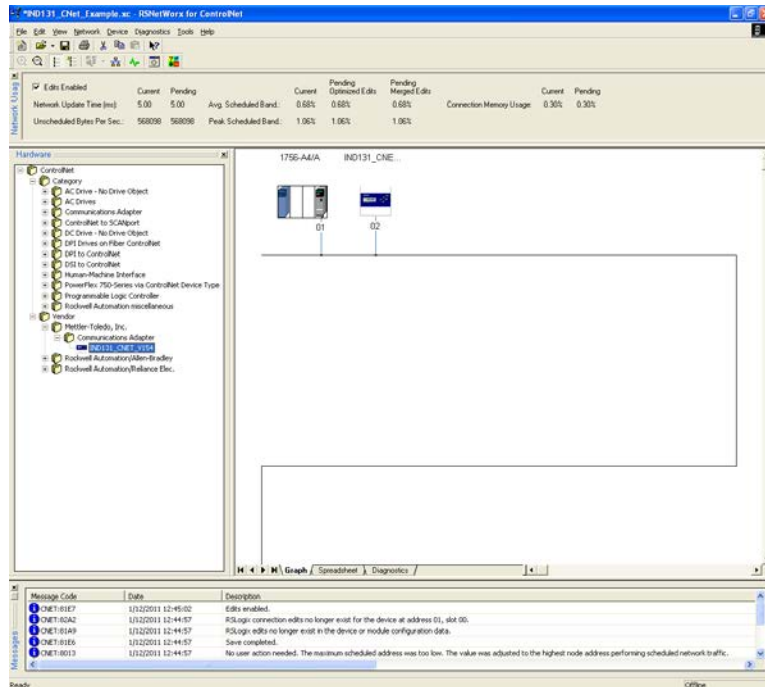 *IND131_CNet_Example.xc - RSNetWorx for ControlNet
File Edit View Network Device Diagnostics Tools Help
Network Usag
Edits Enabled
Current Pending
Current Pending Optimized Edits Pending Merged Edits
Current Pending
Network Update Time (ms): 5.00 5.00 Avg. Scheduled Band.: 0.68% 0.68% 0.68% Connection Memory Usage: 0.30% 0.30%
Unscheduled Bytes Per Sec.: 568098 568098 Peak Scheduled Band.: 1.06% 1.06% 1.06%
Hardware
ControlNet
Category
AC Drive - No Drive Object
AC Drives
Communications Adapter
ControlNet to SCANport
DC Drive - No Drive Object
DPI Drives on Fiber ControlNet
DPI to ControlNet
DSI to ControlNet
Human-Machine Interface
PowerFlex 750-Series via ControlNet Device Type
Programmable Logic Controller
Rockwell Automation miscellaneous
Vendor
Mettler-Toledo, Inc.
Communications Adapter
IND131_CNET_V154
Rockwell Automation/Allen-Bradley
Rockwell Automation/Reliance Elec.
1756-A4/A IND131_CNE...
01 02
Graph Spreadsheet Diagnostics
Messages
Message Code Date Description
CNET:81E7 1/12/2011 12:45:02 Edits enabled.
CNET:82A2 1/12/2011 12:44:57 RSLogix connection edits no longer exist for the device at address 01, slot 00.
CNET:81A9 1/12/2011 12:44:57 RSLogix edits no longer exist in the device or module configuration data.
CNET:81E6 1/12/2011 12:44:57 Save completed.
CNET:8013 1/12/2011 12:44:57 No user action needed. The maximum scheduled address was too low. The value was adjusted to the highest node address performing scheduled network traffic.
Ready Offline